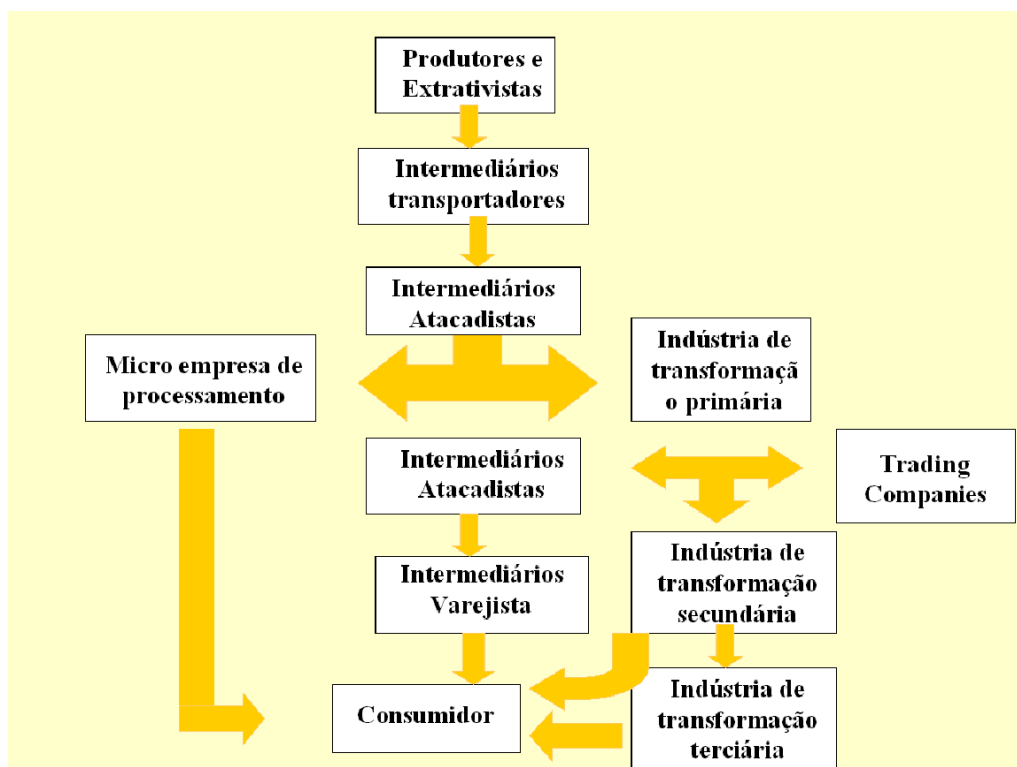 Produtores e
Extrativistas
Intermediários
transportadores
Intermediários
Atacadistas
Micro empresa de
processamento
Indústria de
transformaçã
o primária
Intermediários
Atacadistas
Trading
Companies
Intermediários
Varejista
Indústria de
transformação
secundária
Consumidor
Indústria de
transformação
terciária